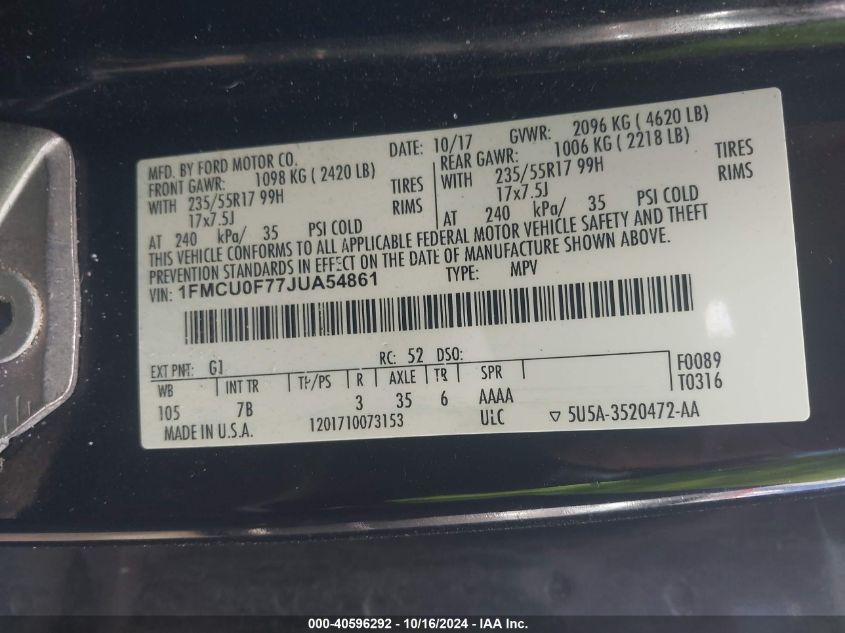 MFD. BY FORD MOTOR CO. DATE: 10/17 GVWR: 2096 KG ( 4620 LB)
FRONT GAWR: 1098 KG ( 2420 LB) REAR GAWR: 1006 KG ( 2218 LB)
WITH 235/55R17 99H TIRES WITH 235/55R17 99H TIRES
17x7.5J RIMS 17x7.5J RIMS
AT 240 kPa/ 35 PSI COLD AT 240 kPa/ 35 PSI COLD
THIS VEHICLE CONFORMS TO ALL APPLICABLE FEDERAL MOTOR VEHICLE SAFETY AND THEFT
PREVENTION STANDARDS IN EFFECT ON THE DATE OF MANUFACTURE SHOWN ABOVE.
VIN: 1FMCU0F77JUA54861 TYPE: MPV
EXT PNT: G1 RC: 52 DSO: F0089
WB INT TR TP/PS R AXLE TR SPR T0316
105 7B 3 35 6 AAAA
MADE IN U.S.A. 1201710073153 ULC ▽ 5U5A-3520472-AA
000-40596292 - 10/16/2024 - IAA Inc.